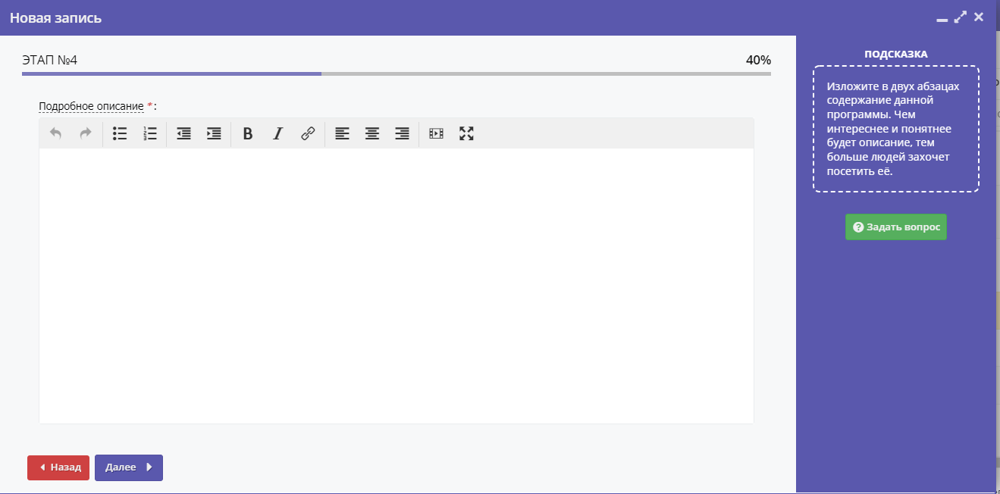 Новая запись
ЭТАП №4
40%
Подробное описание * :
B I
Назад
Далее
ПОДСКАЗКА
Изложите в двух абзацах
содержание данной
программы. Чем
интереснее и понятнее
будет описание, тем
больше людей захочет
посетить её.
Задать вопрос